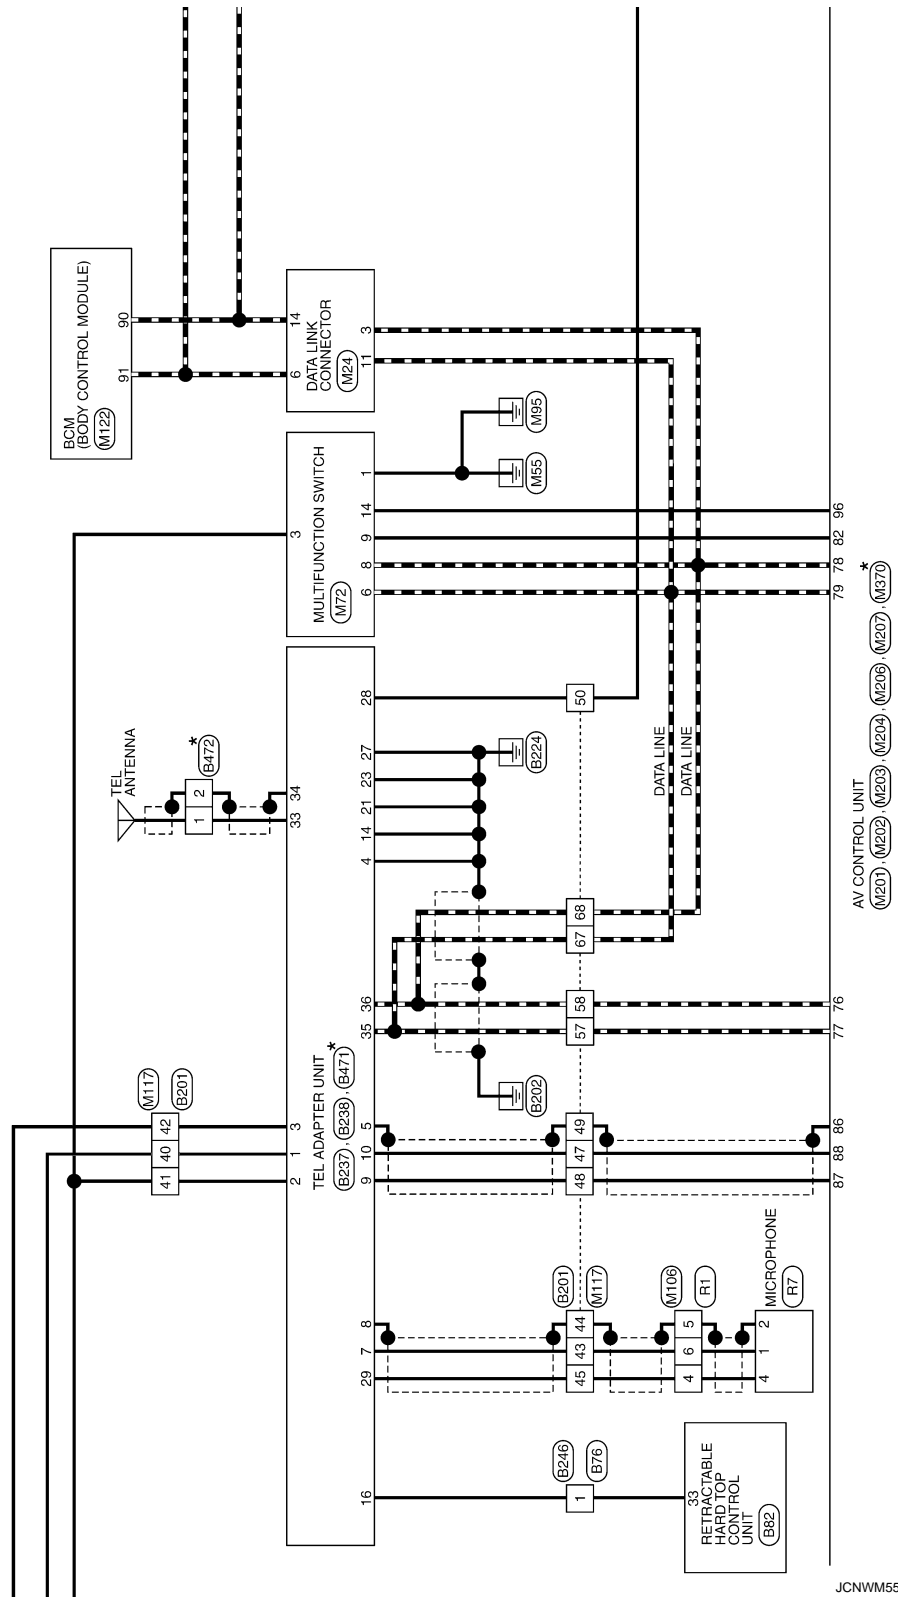 BCM
(BODY CONTROL MODULE)
M122
91
90
6
14
DATA LINK
CONNECTOR
M24
11
3
M95
M55
3
MULTIFUNCTION SWITCH
M72
1
14
9
8
6
96
82
78
79
*
AV CONTROL UNIT
M201 , M202 , M203 , M204 , M206 , M207 , M370
DATA LINE
DATA LINE
TEL
ANTENNA
1
2
*
B472
33
34
28
27
23
21
14
4
50
B224
68
67
36
35
58
57
76
77
B202
M117
B201
42
40
41
3
1
2
TEL ADAPTER UNIT
*
B237 , B238 , B471
5
10
9
49
47
48
86
88
87
8
7
29
B201
M117
44
43
45
M106
R1
5
6
4
MICROPHONE
R7
2
1
4
16
B246
B76
1
33
RETRACTABLE
HARD TOP
CONTROL
UNIT
B82
JCNWM55